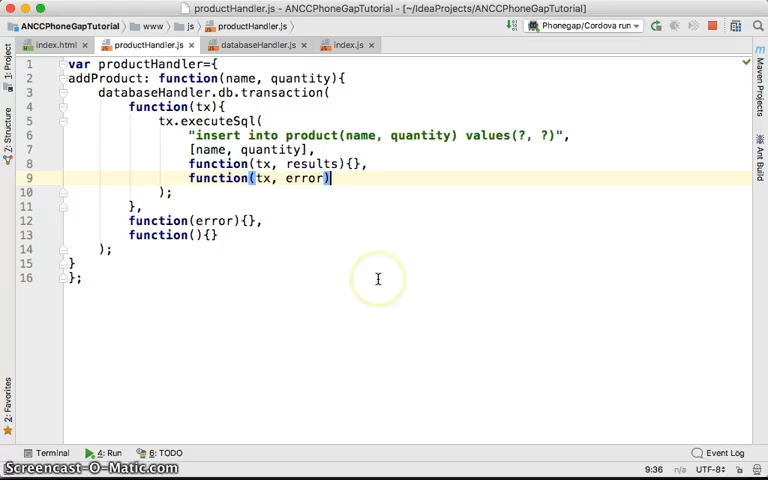 productHandler.js - ANCCPhoneGapTutorial - [~/IdeaProjects/ANCCPhoneGapTutorial]
ANCCPhoneGapTutorial www js productHandler.js Phonegap/Cordova run
index.html productHandler.js databaseHandler.js index.js
1: Project
7: Structure
2: Favorites
Maven Projects
Ant Build
1 var productHandler={
2 addProduct: function(name, quantity){
3 databaseHandler.db.transaction(
4 function(tx){
5 tx.executeSql(
6 "insert into product(name, quantity) values(?, ?)",
7 [name, quantity],
8 function(tx, results){},
9 function(tx, error)
10 );
11 },
12 function(error){},
13 function(){}
14 );
15 }
16 };
Terminal 4: Run 6: TODO Event Log
Screencast-O-Matic.com 9:36 n/a UTF-8